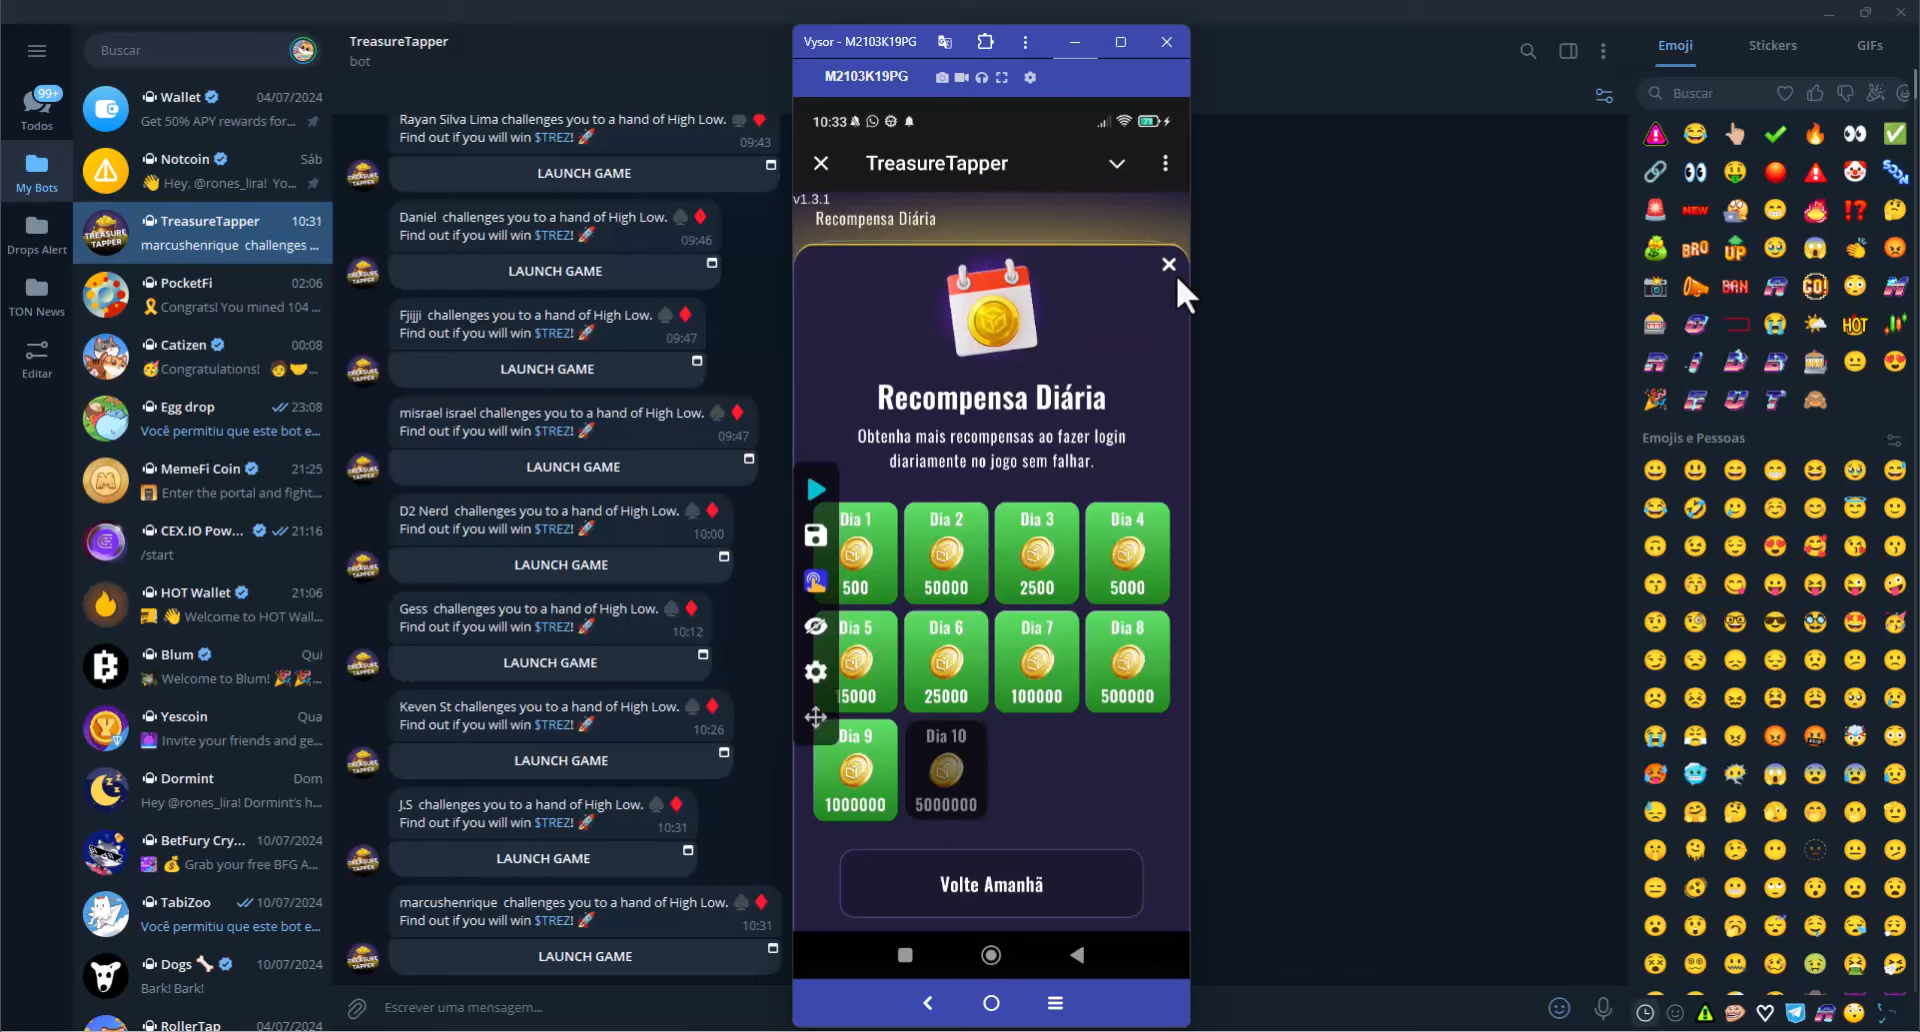 Buscar
99+
Todos
My Bots
Drops Alert
TON News
Editar
Wallet 04/07/2024
Get 50% APY rewards for...
Notcoin Sáb
Hey, @rones_lira! Yo...
TREASURE TAPPER
TreasureTapper 10:31
marcushenrique challenges ...
PocketFi 02:06
Congrats! You mined 104 ...
Catizen 00:08
Congratulations!
Egg drop 23:08
Você permitiu que este bot e...
MemeFi Coin 21:25
Enter the portal and fight...
CEX.IO Pow... 21:16
/start
HOT Wallet 21:06
Welcome to HOT Wall...
Blum Qui
Welcome to Blum!
Yescoin Qua
Invite your friends and ge...
Dormint Dom
Hey @rones_lira! Dormint's h...
BetFury Cry... 10/07/2024
Grab your free BFG A...
TabiZoo 10/07/2024
Você permitiu que este bot e...
Dogs 10/07/2024
Bark! Bark!
RollerTap 04/07/2024
TreasureTapper
bot
Rayan Silva Lima challenges you to a hand of High Low.
Find out if you will win $TREZ!
09:43
LAUNCH GAME
Daniel challenges you to a hand of High Low.
Find out if you will win $TREZ!
09:46
LAUNCH GAME
Fjijji challenges you to a hand of High Low.
Find out if you will win $TREZ!
09:47
LAUNCH GAME
misrael israel challenges you to a hand of High Low.
Find out if you will win $TREZ!
09:47
LAUNCH GAME
D2 Nerd challenges you to a hand of High Low.
Find out if you will win $TREZ!
10:00
LAUNCH GAME
Gess challenges you to a hand of High Low.
Find out if you will win $TREZ!
10:12
LAUNCH GAME
Keven St challenges you to a hand of High Low.
Find out if you will win $TREZ!
10:26
LAUNCH GAME
J.S challenges you to a hand of High Low.
Find out if you will win $TREZ!
10:31
LAUNCH GAME
marcushenrique challenges you to a hand of High Low.
Find out if you will win $TREZ!
10:31
LAUNCH GAME
Escrever uma mensagem...
Vysor - M2103K19PG
M2103K19PG
10:33
TreasureTapper
v1.3.1
Recompensa Diária
Recompensa Diária
Obtenha mais recompensas ao fazer login
diariamente no jogo sem falhar.
Dia 1 Dia 2 Dia 3 Dia 4
500 50000 2500 5000
Dia 5 Dia 6 Dia 7 Dia 8
15000 25000 100000 500000
Dia 9 Dia 10
1000000 5000000
Volte Amanhã
Emoji Stickers GIFs
Buscar
NEW
BRO
UP
BAN
GO!
HOT
Emojis e Pessoas